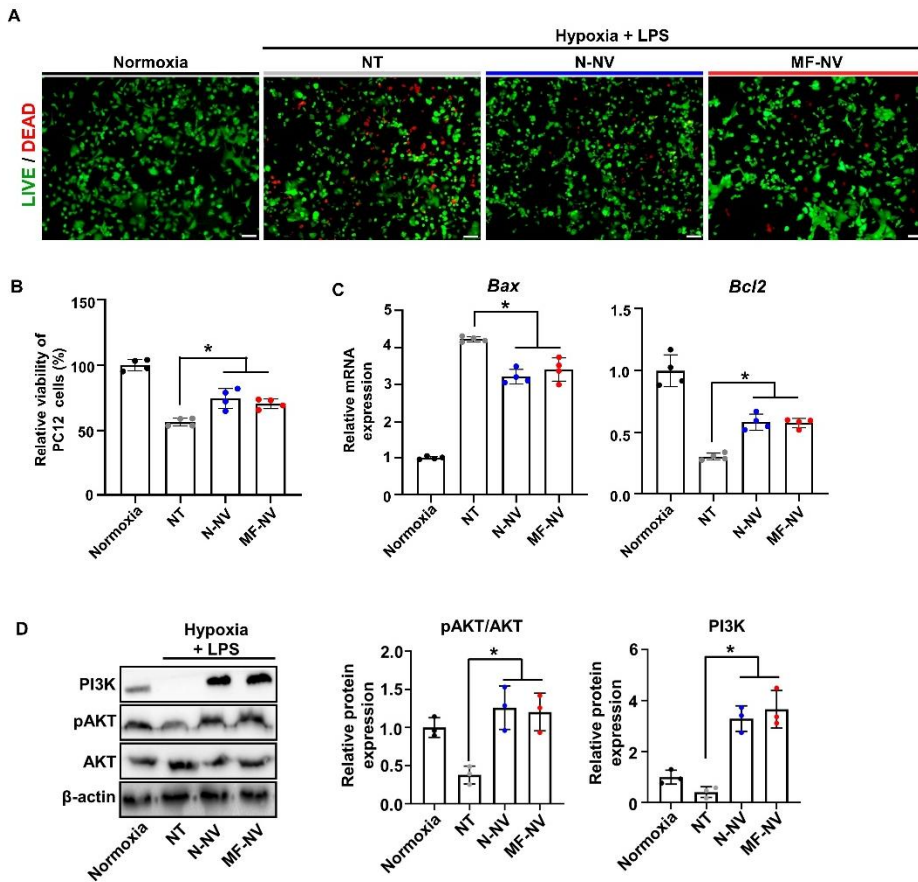 A
Hypoxia + LPS
Normoxia
NT
N-NV
MF-NV
LIVE / DEAD
B
Relative viability of
PC12 cells (%)
150
100
50
0
Normoxia
NT
N-NV
MF-NV
*
C
Bax
Relative mRNA
expression
5
4
3
2
1
0
Normoxia
NT
N-NV
MF-NV
*
Bcl2
1.5
1.0
0.5
0.0
Normoxia
NT
N-NV
MF-NV
*
D
Hypoxia
+ LPS
PI3K
pAKT
AKT
β-actin
Normoxia
NT
N-NV
MF-NV
pAKT/AKT
Relative protein
expression
2.0
1.5
1.0
0.5
0.0
Normoxia
NT
N-NV
MF-NV
*
PI3K
Relative protein
expression
6
4
2
0
Normoxia
NT
N-NV
MF-NV
*